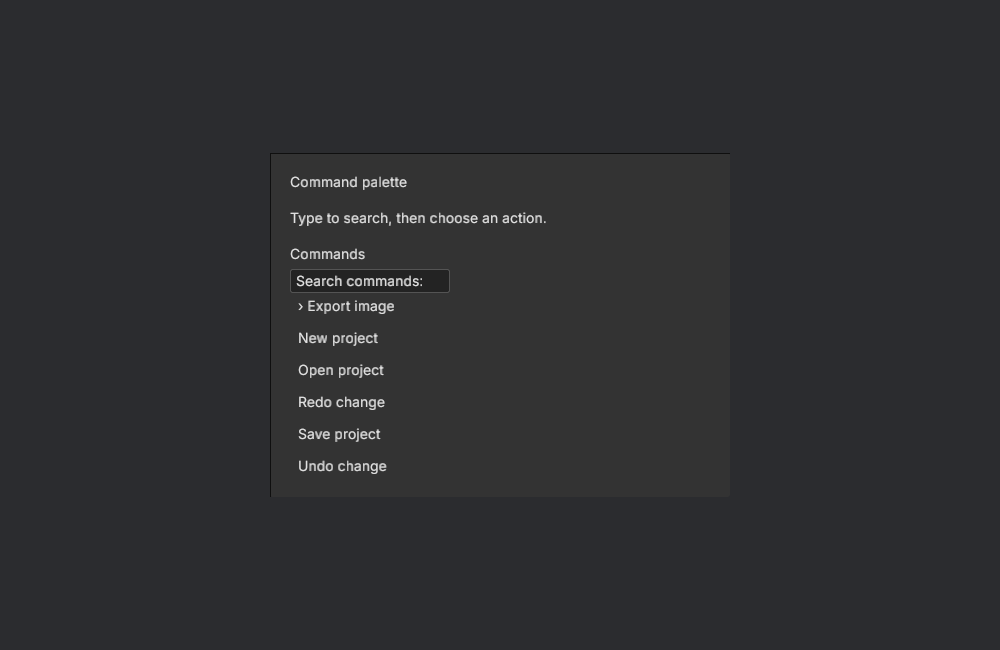 Command palette
Type to search, then choose an action.
Commands
Search commands:
› Export image
New project
Open project
Redo change
Save project
Undo change